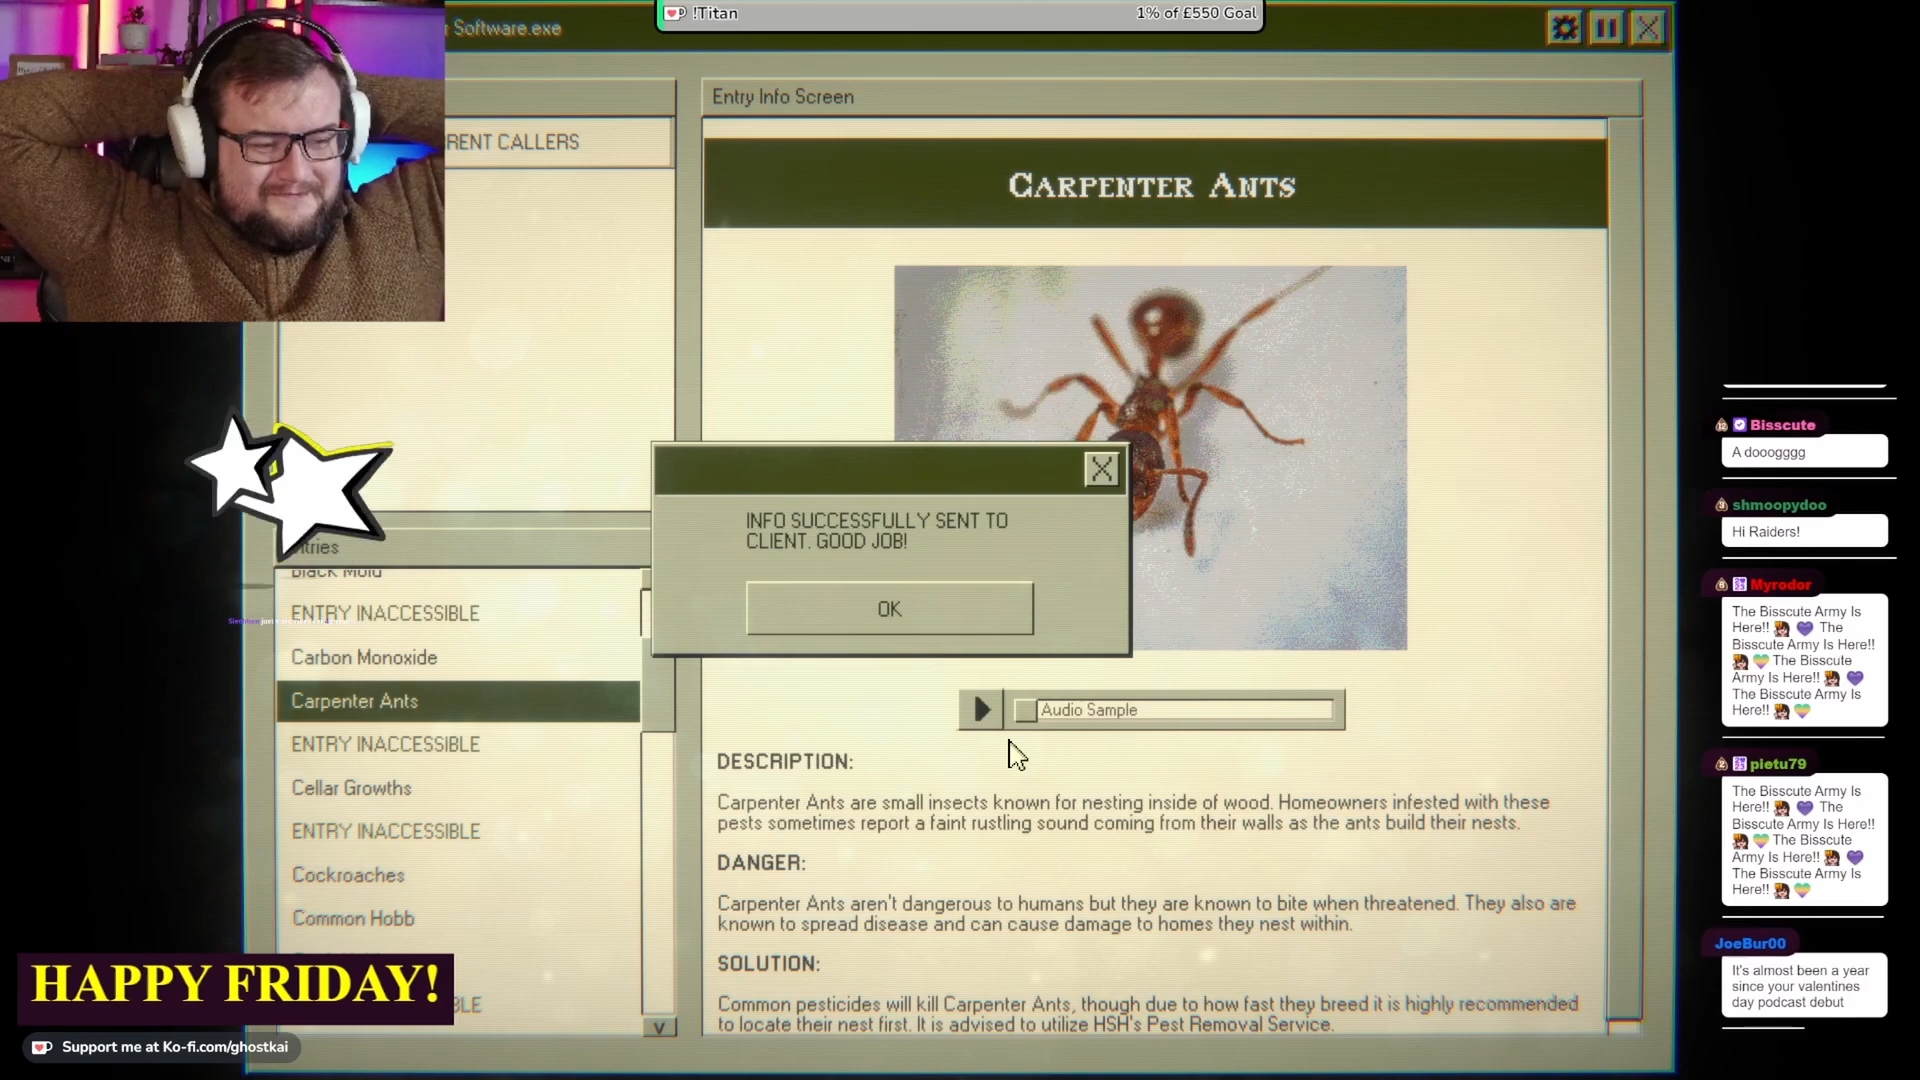 r Software.exe
!Titan
1% of £550 Goal
Entry Info Screen
RENT CALLERS
CARPENTER ANTS
INFO SUCCESSFULLY SENT TO
CLIENT. GOOD JOB!
OK
ntries
Black Mold
ENTRY INACCESSIBLE
Carbon Monoxide
Carpenter Ants
ENTRY INACCESSIBLE
Cellar Growths
ENTRY INACCESSIBLE
Cockroaches
Common Hobb
BLE
Audio Sample
DESCRIPTION:
Carpenter Ants are small insects known for nesting inside of wood. Homeowners infested with these
pests sometimes report a faint rustling sound coming from their walls as the ants build their nests.
DANGER:
Carpenter Ants aren't dangerous to humans but they are known to bite when threatened. They also are
known to spread disease and can cause damage to homes they nest within.
SOLUTION:
Common pesticides will kill Carpenter Ants, though due to how fast they breed it is highly recommended
to locate their nest first. It is advised to utilize HSH's Pest Removal Service.
V
HAPPY FRIDAY!
Support me at Ko-fi.com/ghostkai
Bisscute
A dooogggg
shmoopydoo
Hi Raiders!
Myrodor
The Bisscute Army Is
Here!! 💜 The
Bisscute Army Is Here!!
The Bisscute
Army Is Here!! 💜
The Bisscute Army Is
Here!!
pietu79
The Bisscute Army Is
Here!! 💜 The
Bisscute Army Is Here!!
The Bisscute
Army Is Here!! 💜
The Bisscute Army Is
Here!!
JoeBur00
It's almost been a year
since your valentines
day podcast debut